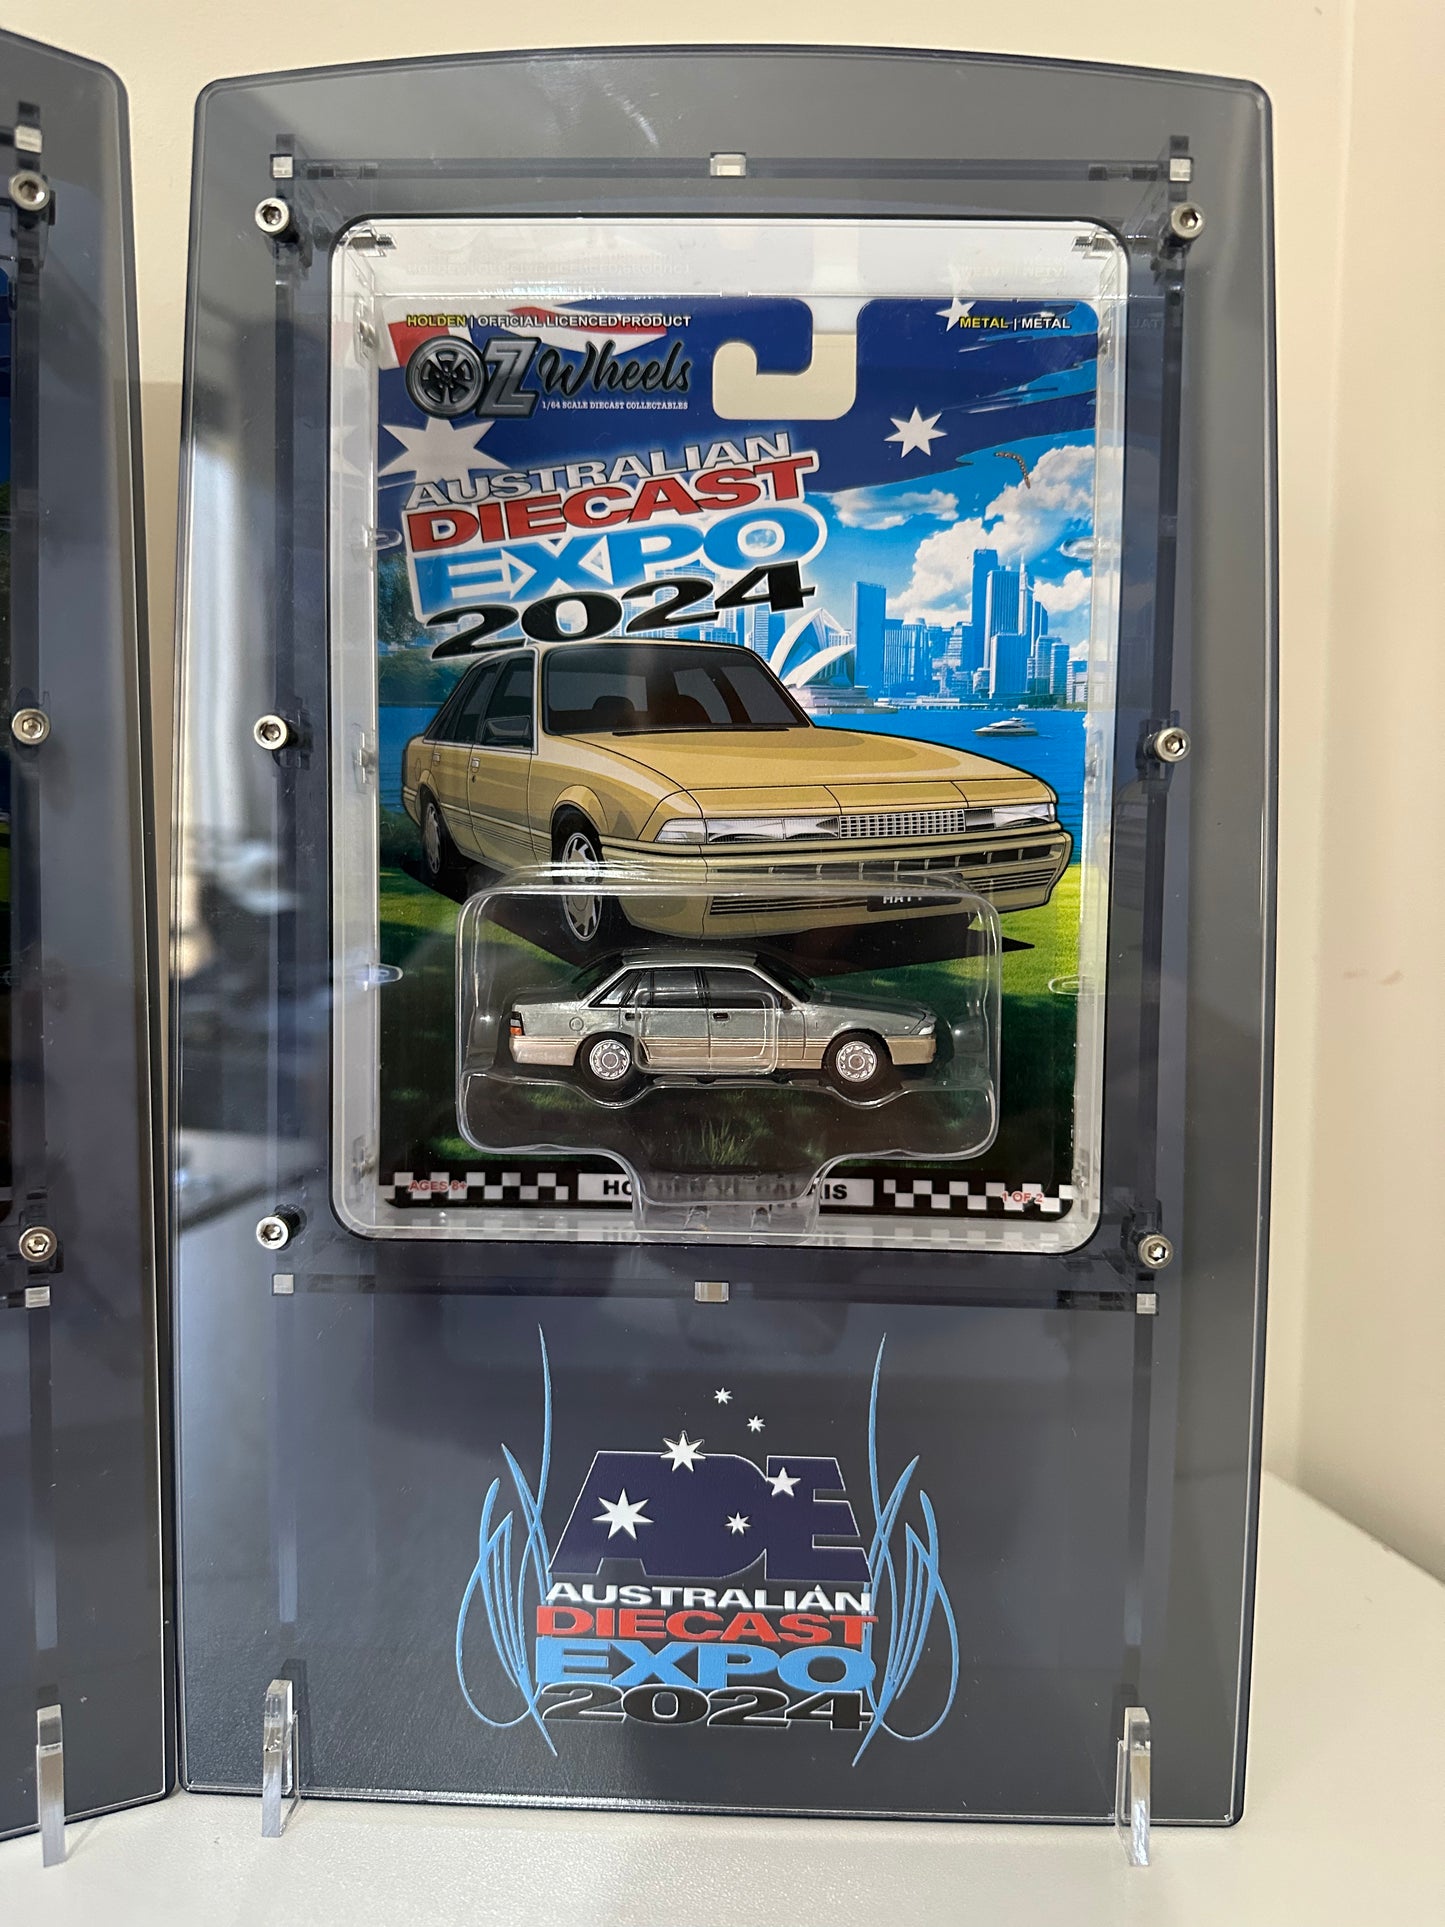 HOLDEN | OFFICIAL LICENCED PRODUCT
METAL | METAL
OZ Wheels
1/64 SCALE DIECAST COLLECTABLES
AUSTRALIAN
DIECAST
EXPO
2024
AGES 8+
1 OF 2
ADE
AUSTRALIAN
DIECAST
EXPO
2024